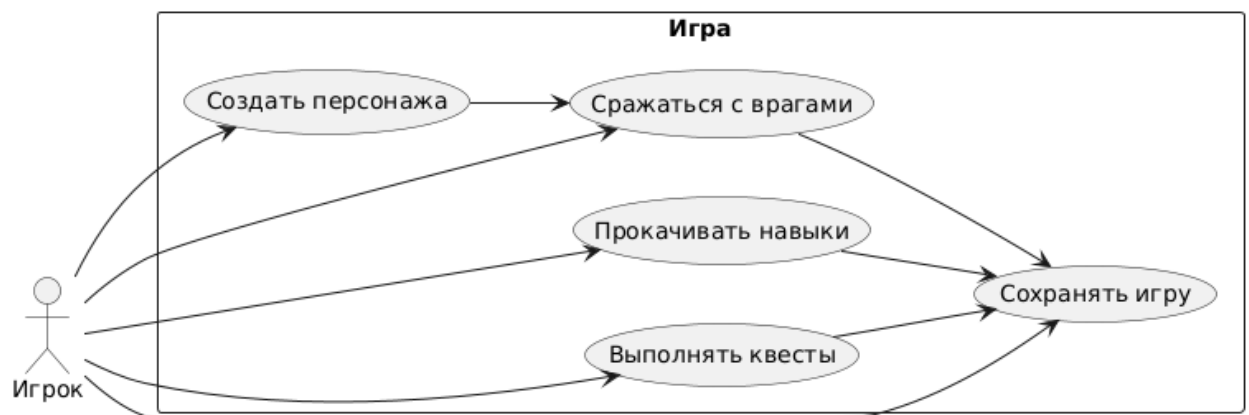 Игра
Создать персонажа
Сражаться с врагами
Прокачивать навыки
Сохранять игру
Выполнять квесты
Игрок